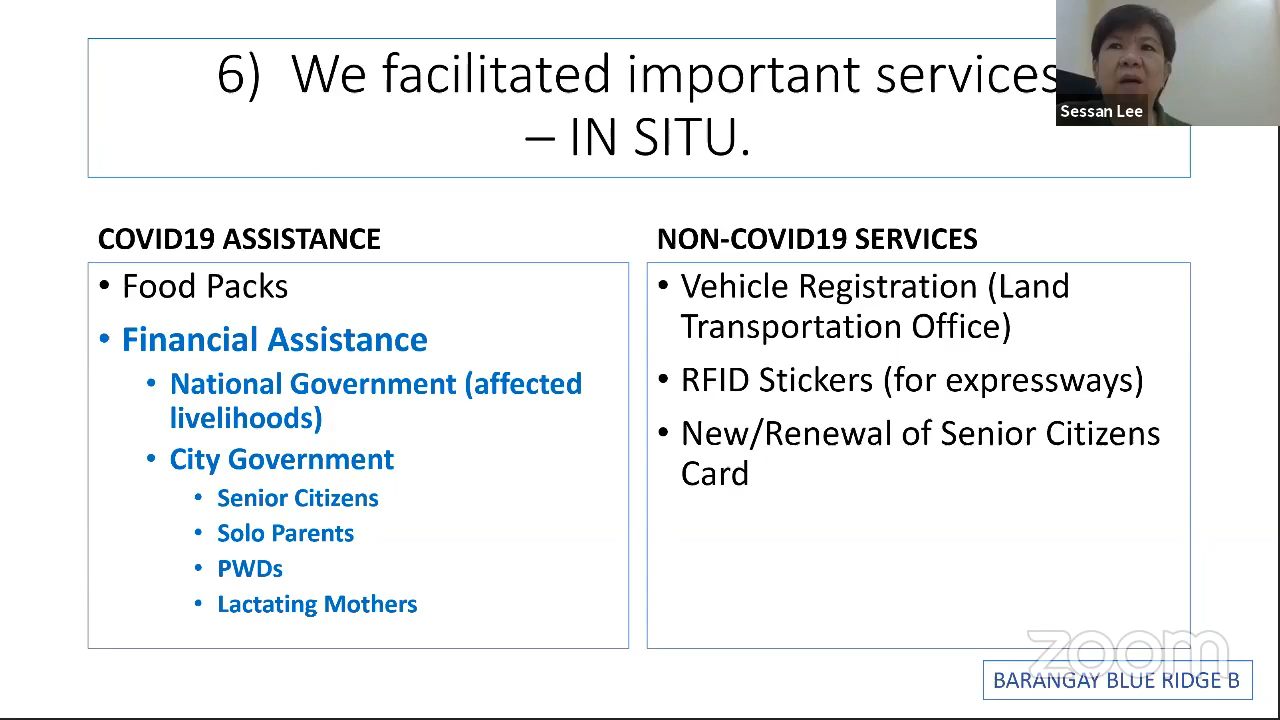 6) We facilitated important services
– IN SITU.
Sessan Lee
COVID19 ASSISTANCE
• Food Packs
• Financial Assistance
• National Government (affected
livelihoods)
• City Government
• Senior Citizens
• Solo Parents
• PWDs
• Lactating Mothers
NON-COVID19 SERVICES
• Vehicle Registration (Land
Transportation Office)
• RFID Stickers (for expressways)
• New/Renewal of Senior Citizens
Card
zoom
BARANGAY BLUE RIDGE B